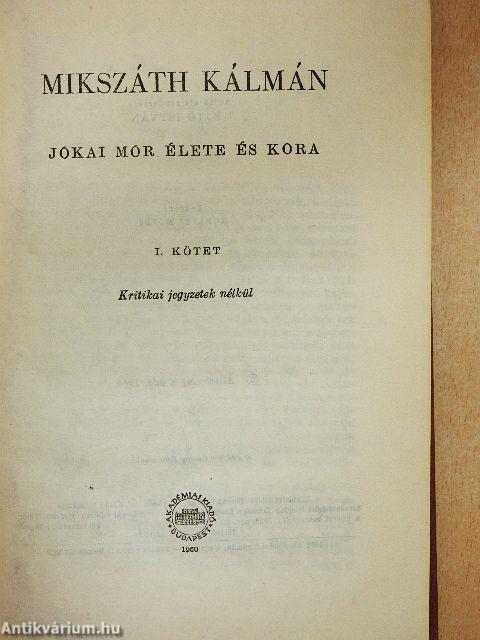 MIKSZÁTH KÁLMÁN
JÓKAI MÓR ÉLETE ÉS KORA
I. KÖTET
Kritikai jegyzetek nélkül
AKADÉMIAI KIADÓ
BUDAPEST
1960
Antikvárium.hu